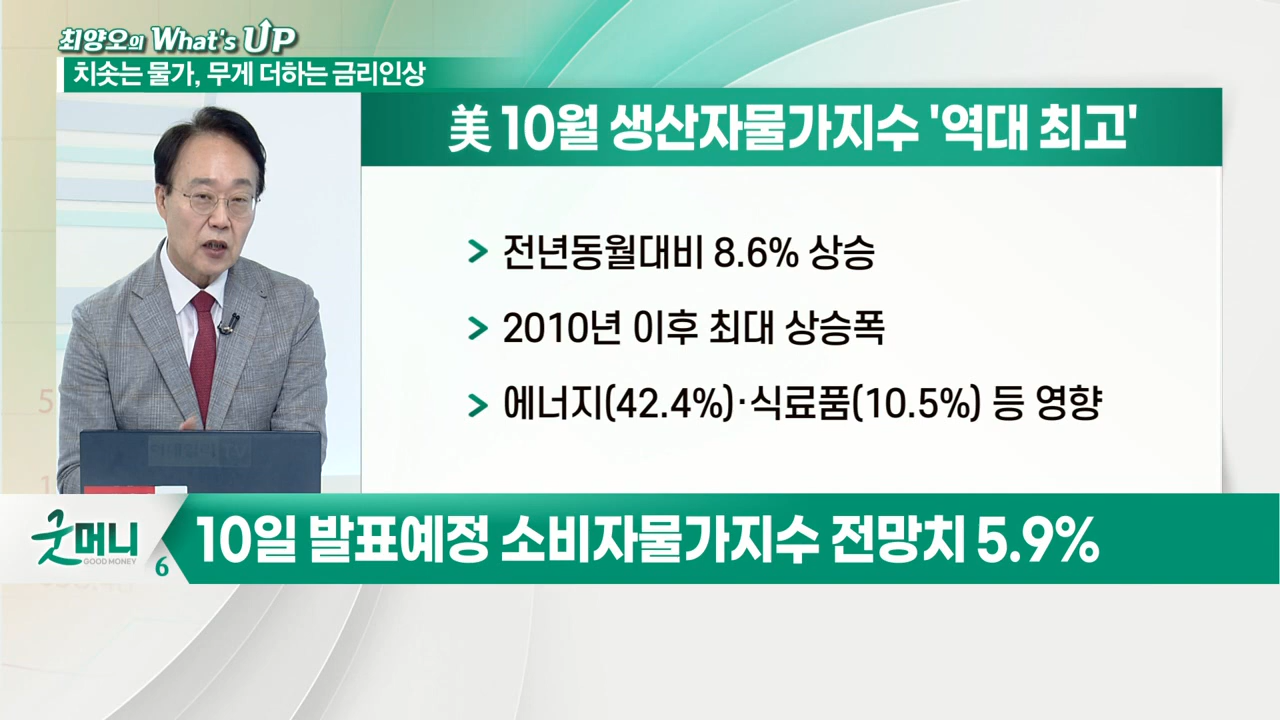 최양오의 What's UP
치솟는 물가, 무게 더하는 금리인상
美 10월 생산자물가지수 '역대 최고'
> 전년동월대비 8.6% 상승
> 2010년 이후 최대 상승폭
> 에너지(42.4%)·식료품(10.5%) 등 영향
굿머니
GOOD MONEY
6
10일 발표예정 소비자물가지수 전망치 5.9%